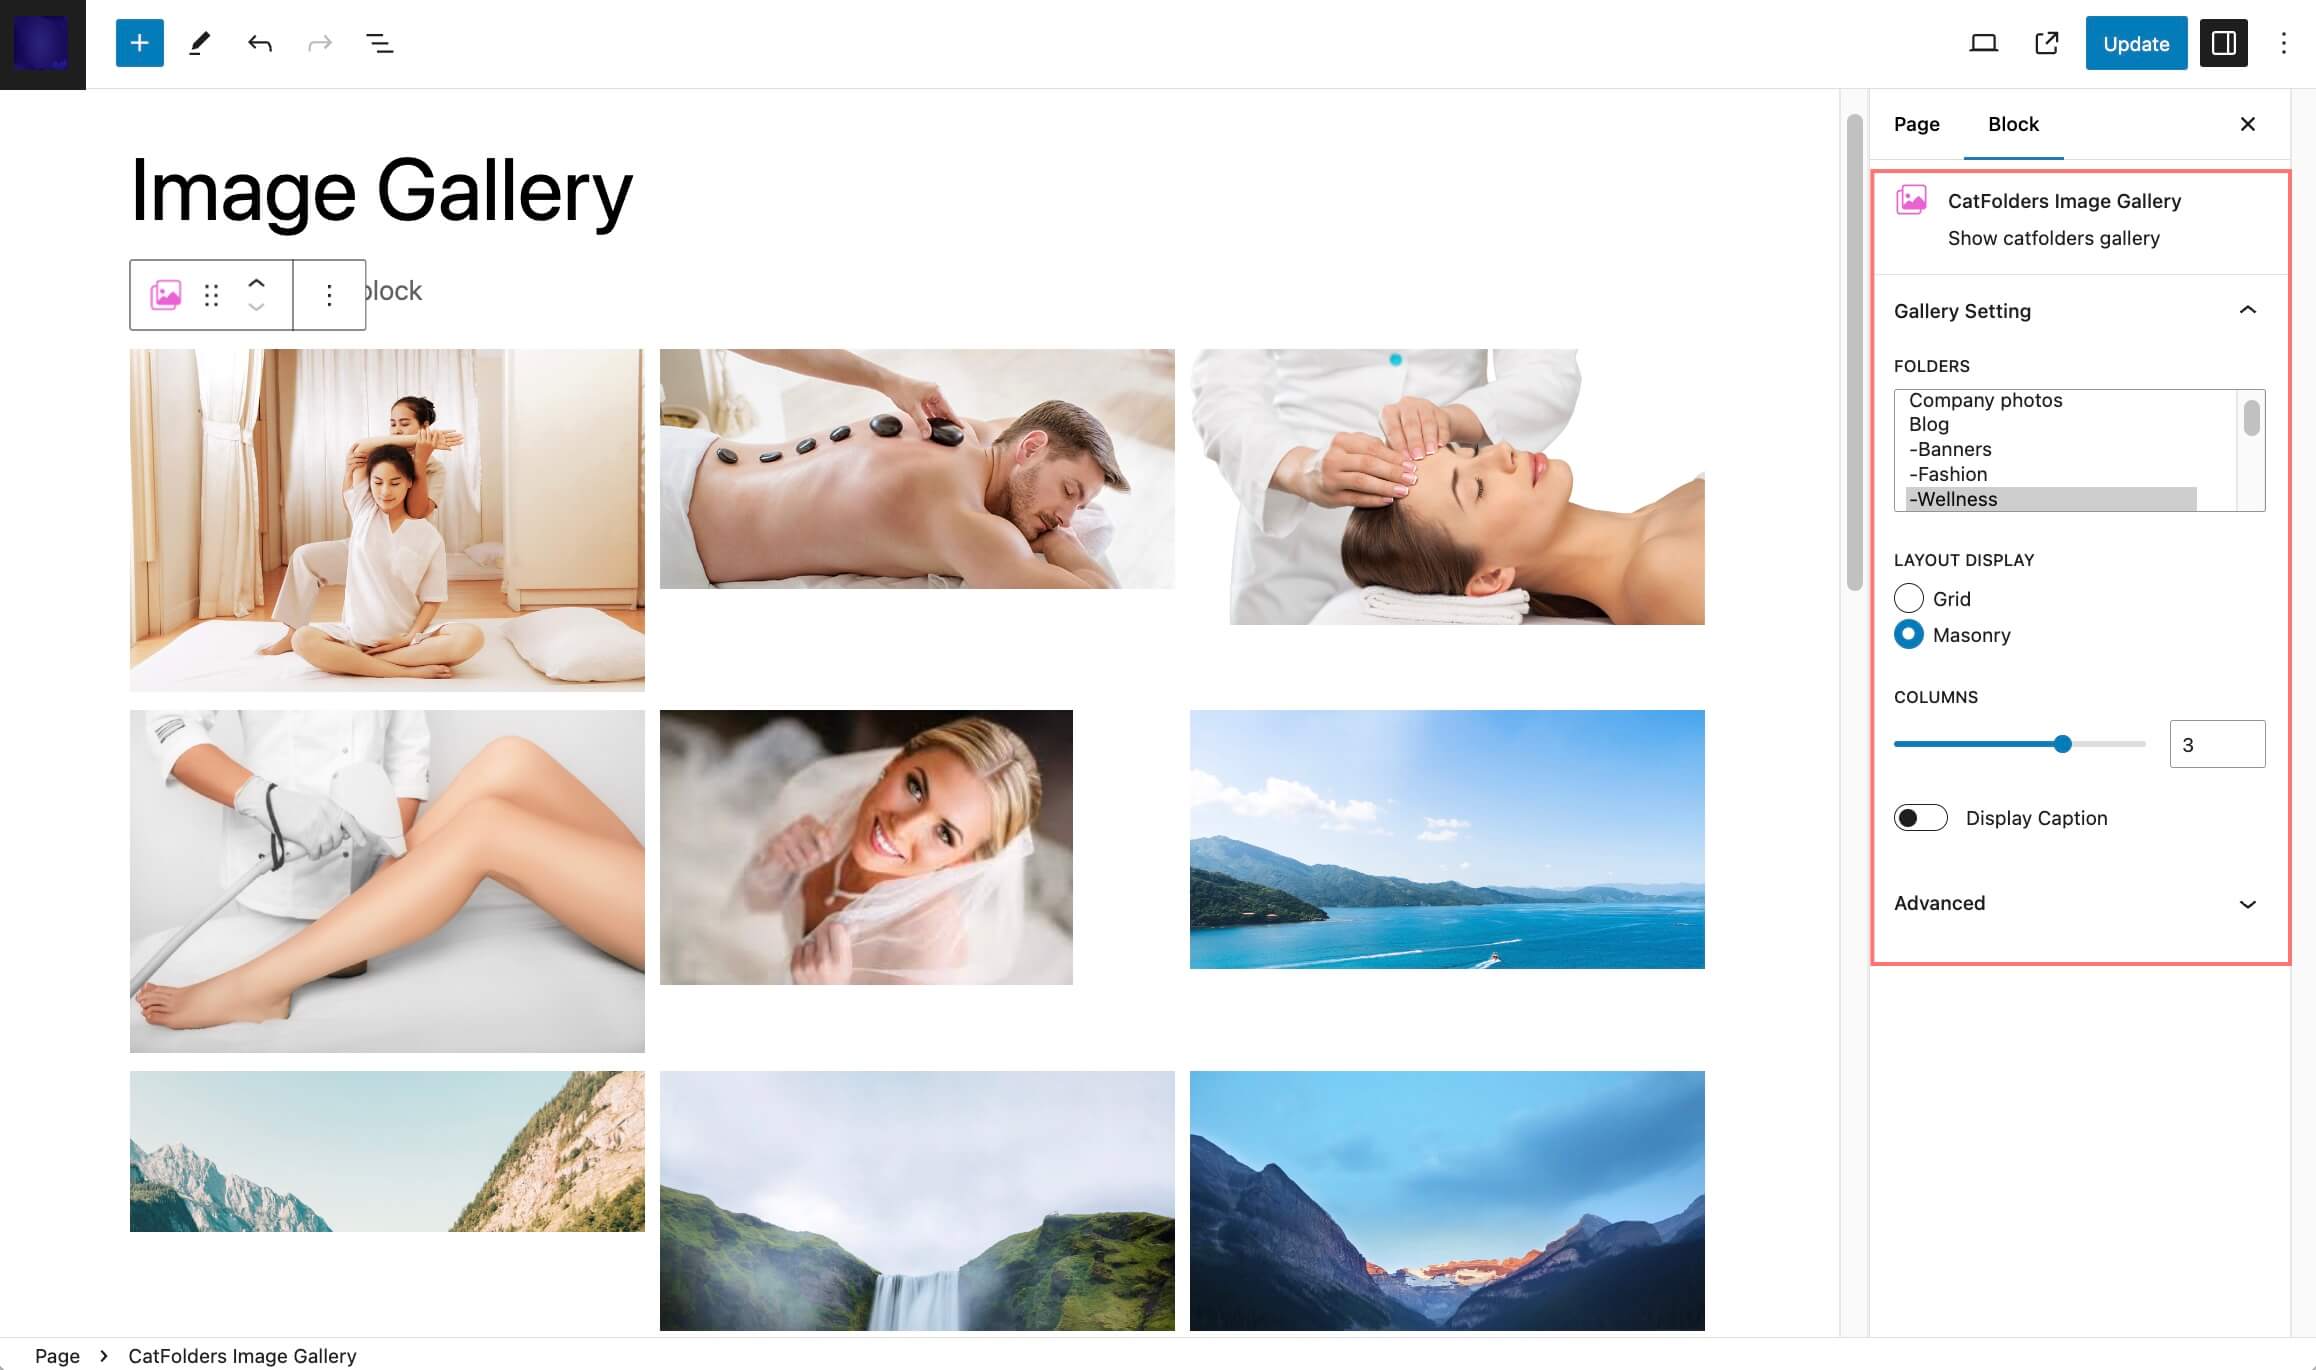 Update
Image Gallery
block
Page
Block
CatFolders Image Gallery
Show catfolders gallery
Gallery Setting
FOLDERS
Company photos
Blog
-Banners
-Fashion
-Wellness
LAYOUT DISPLAY
Grid
Masonry
COLUMNS
3
Display Caption
Advanced
Page
CatFolders Image Gallery